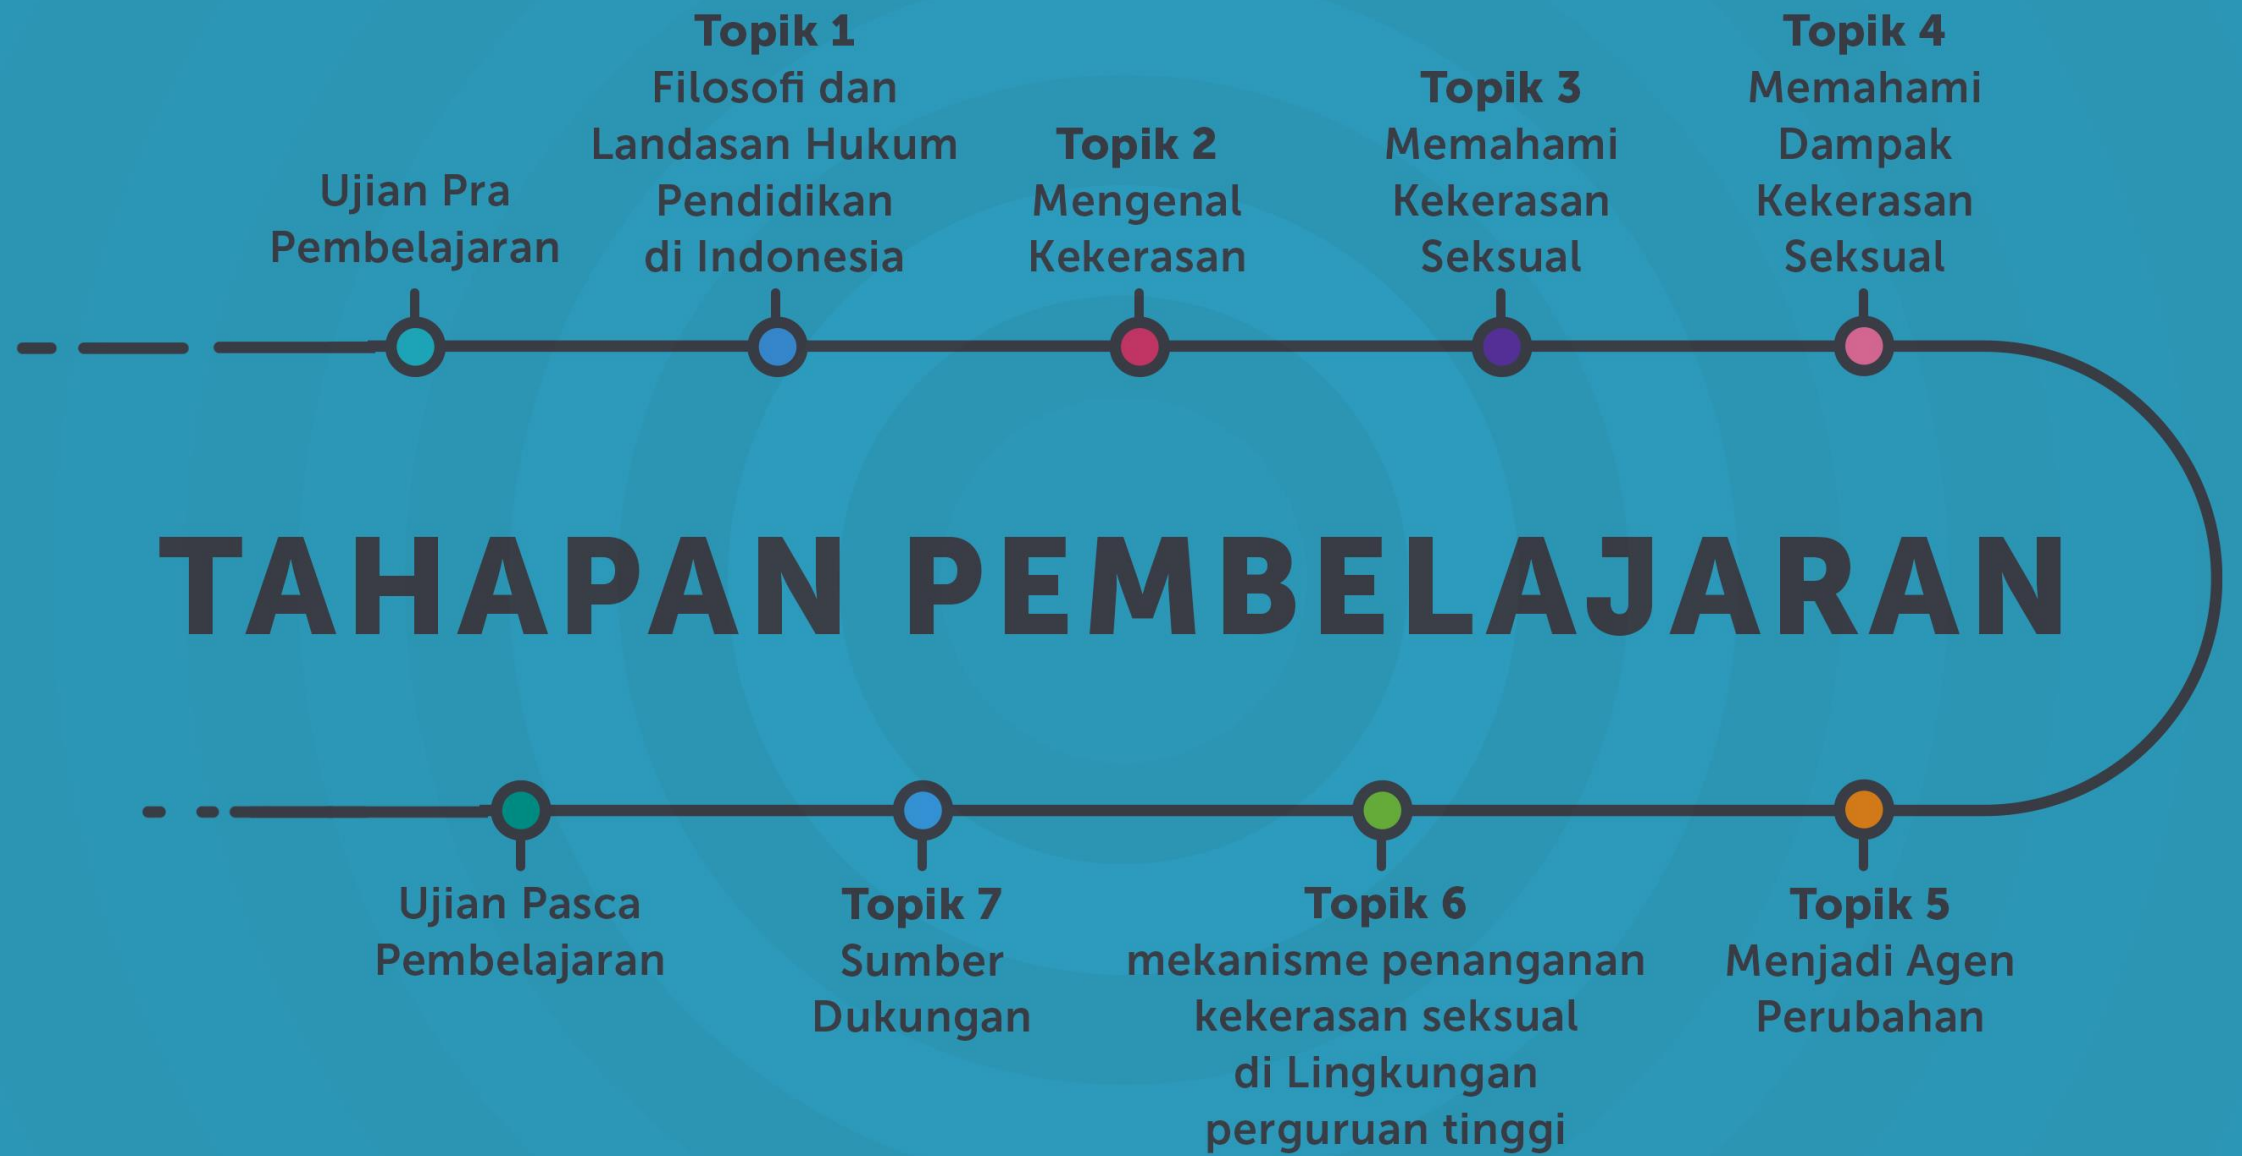 Ujian Pra
Pembelajaran
Topik 1
Filosofi dan
Landasan Hukum
Pendidikan
di Indonesia
Topik 2
Mengenal
Kekerasan
Topik 3
Memahami
Kekerasan
Seksual
Topik 4
Memahami
Dampak
Kekerasan
Seksual
TAHAPAN PEMBELAJARAN
Topik 5
Menjadi Agen
Perubahan
Topik 6
mekanisme penanganan
kekerasan seksual
di Lingkungan
perguruan tinggi
Topik 7
Sumber
Dukungan
Ujian Pasca
Pembelajaran